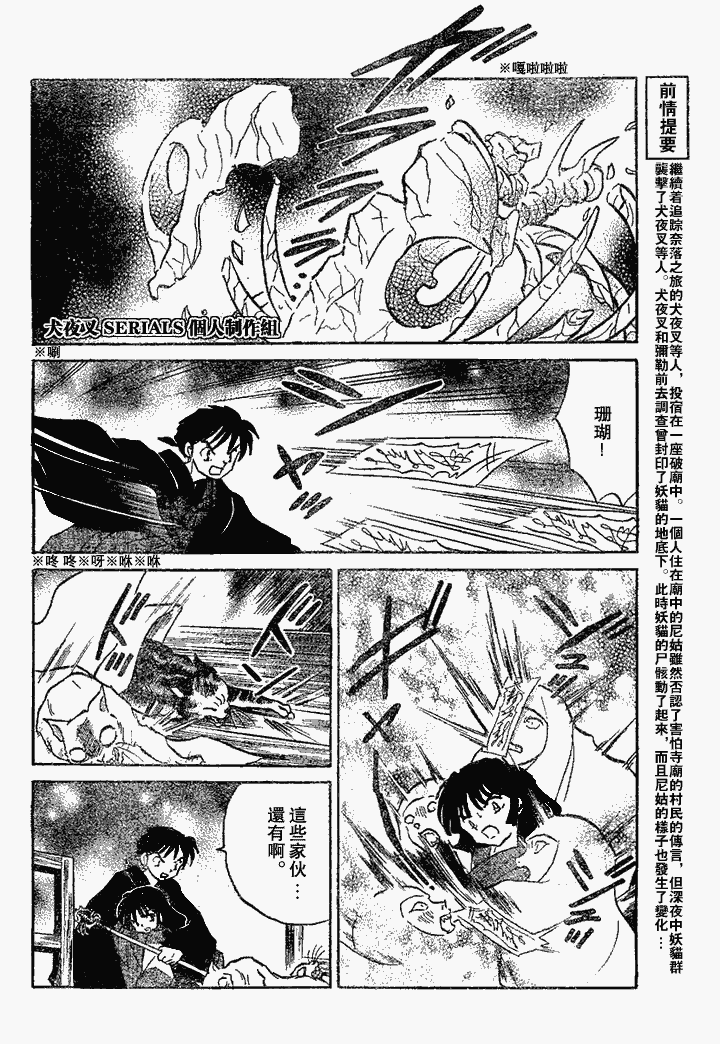 前情提要
繼續着追踪奈落之旅的犬夜叉等人，投宿在一座破廟中。一個人住在廟中的尼姑雖然否認了害怕寺廟的村民的傳言，但深夜中妖貓群
襲擊了犬夜叉等人。犬夜叉和彌勒前去調查曾封印了妖貓的地底下。此時妖貓的尸骸動了起來，而且尼姑的樣子也發生了變化…
※嘎啦啦啦
犬夜叉 SERIALS 個人制作組
※唰
珊
瑚！
※咚 咚※呀※咻※咻
這些家伙…
還有啊。